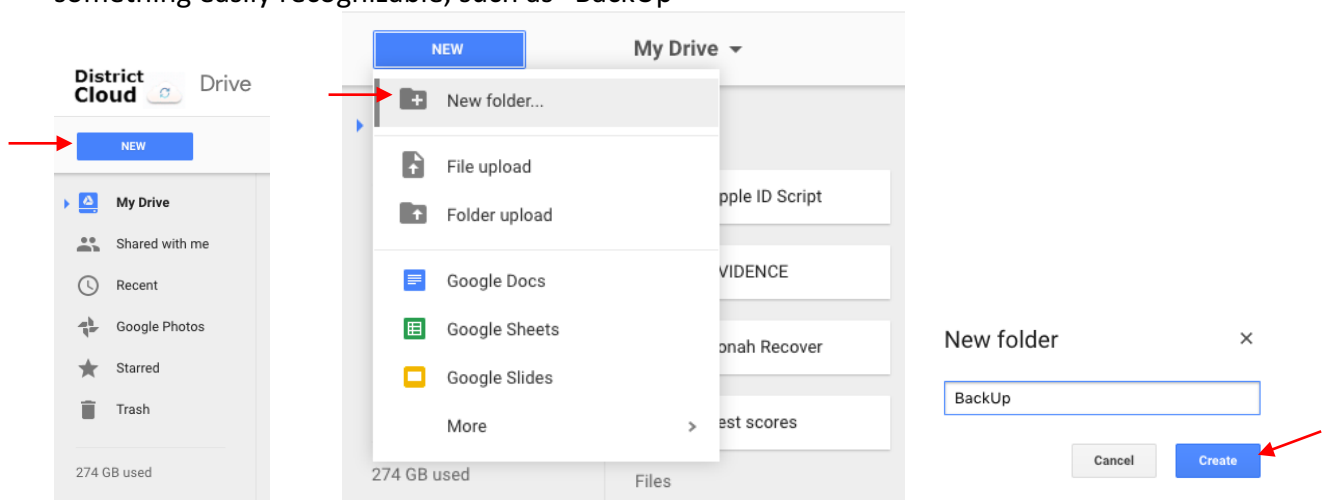 something easily recognizable, such as "BackUp"
District
Cloud
Drive
NEW
My Drive
Shared with me
Recent
Google Photos
Starred
Trash
274 GB used
NEW
My Drive
New folder...
File upload
Folder upload
Google Docs
Google Sheets
Google Slides
More
274 GB used
pple ID Script
VIDENCE
onah Recover
est scores
Files
New folder
BackUp
Cancel
Create